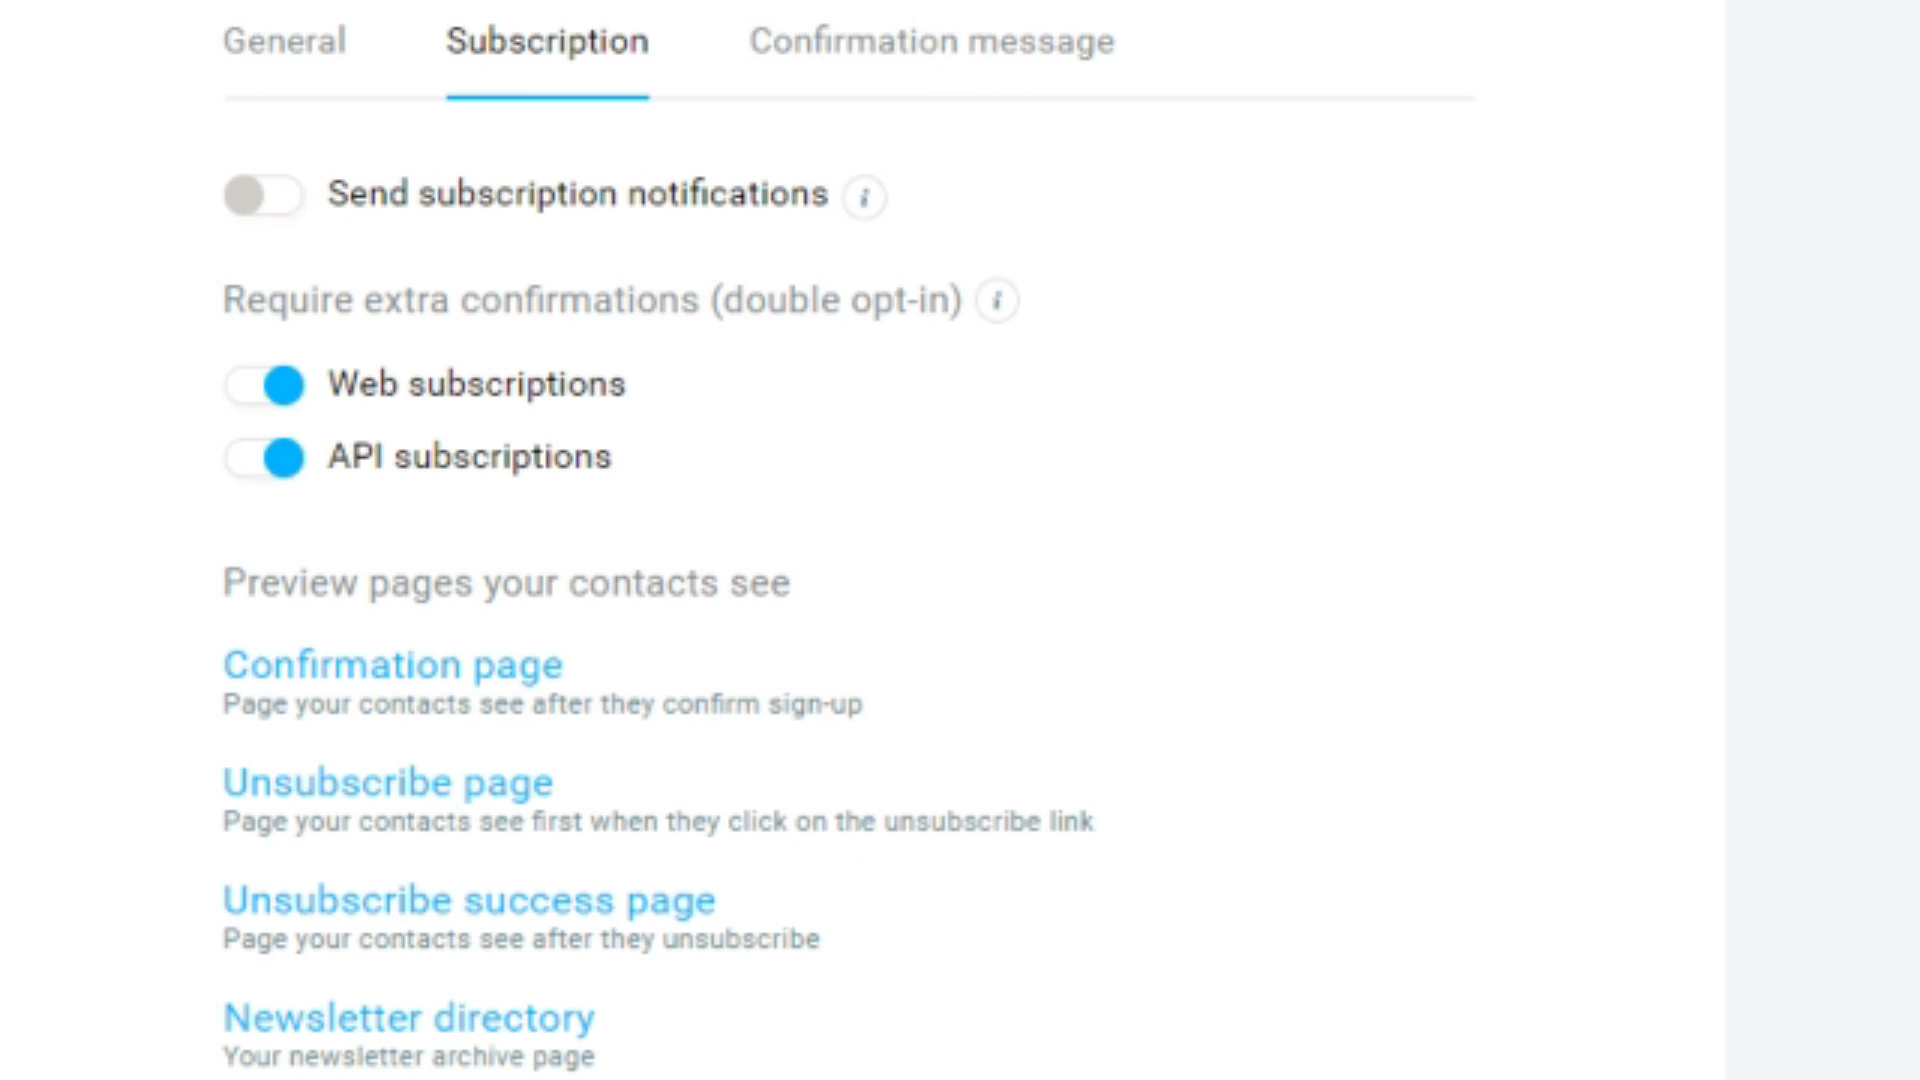 General Subscription Confirmation message
Send subscription notifications i
Require extra confirmations (double opt-in) i
Web subscriptions
API subscriptions
Preview pages your contacts see
Confirmation page
Page your contacts see after they confirm sign-up
Unsubscribe page
Page your contacts see first when they click on the unsubscribe link
Unsubscribe success page
Page your contacts see after they unsubscribe
Newsletter directory
Your newsletter archive page